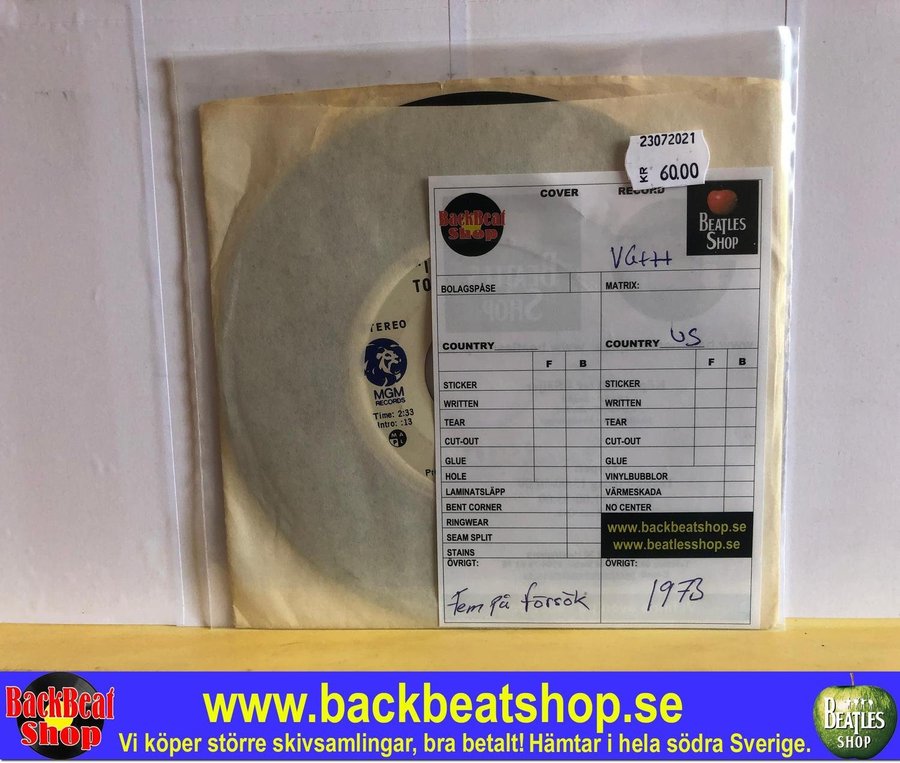 23072021
KR 60.00
COVER
RECORD
BackBeat
Shop
BEATLES
SHOP
VG+++
BOLAGSPÅSE
MATRIX:
COUNTRY
COUNTRY US
F B
F B
STICKER
STICKER
WRITTEN
WRITTEN
TEAR
TEAR
CUT-OUT
CUT-OUT
GLUE
GLUE
HOLE
VINYLBUBBLOR
LAMINATSLÄPP
VÄRMESKADA
BENT CORNER
NO CENTER
RINGWEAR
www.backbeatshop.se
SEAM SPLIT
www.beatlesshop.se
STAINS
ÖVRIGT:
ÖVRIGT:
Fem på försök
1973
TO
STEREO
MGM
RECORDS
Time: 2:33
Intro: :13
BackBeat
Shop
www.backbeatshop.se
Vi köper större skivsamlingar, bra betalt! Hämtar i hela södra Sverige.
BEATLES
SHOP